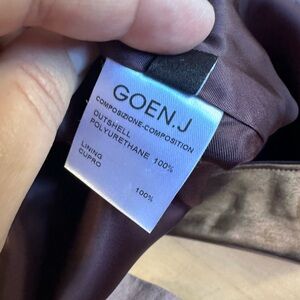 GOEN.J
COMPOSIZIONE-COMPOSITION
OUTSHELL
POLYURETHANE 100%
LINING
CUPRO 100%